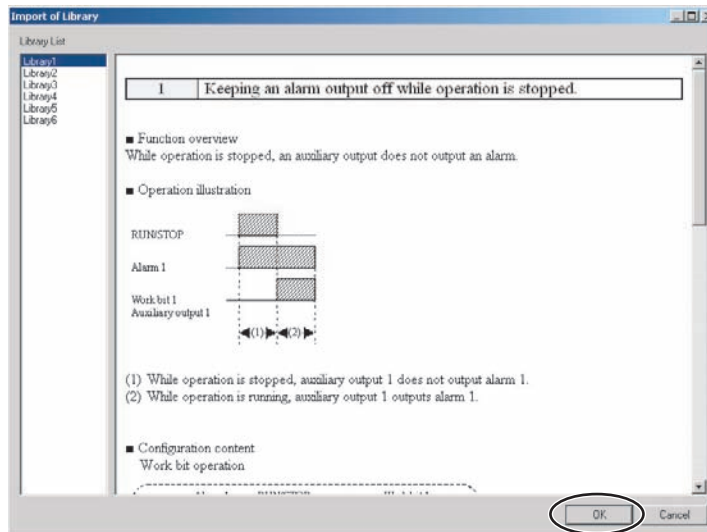 Import of Library
Library List
Library1
Library2
Library3
Library4
Library5
Library6
1 Keeping an alarm output off while operation is stopped.
■ Function overview
While operation is stopped, an auxiliary output does not output an alarm.
■ Operation illustration
RUN/STOP
Alarm 1
Work bit 1
Auxiliary output 1
(1) (2)
(1) While operation is stopped, auxiliary output 1 does not output alarm 1.
(2) While operation is running, auxiliary output 1 outputs alarm 1.
■ Configuration content
Work bit operation
OK Cancel